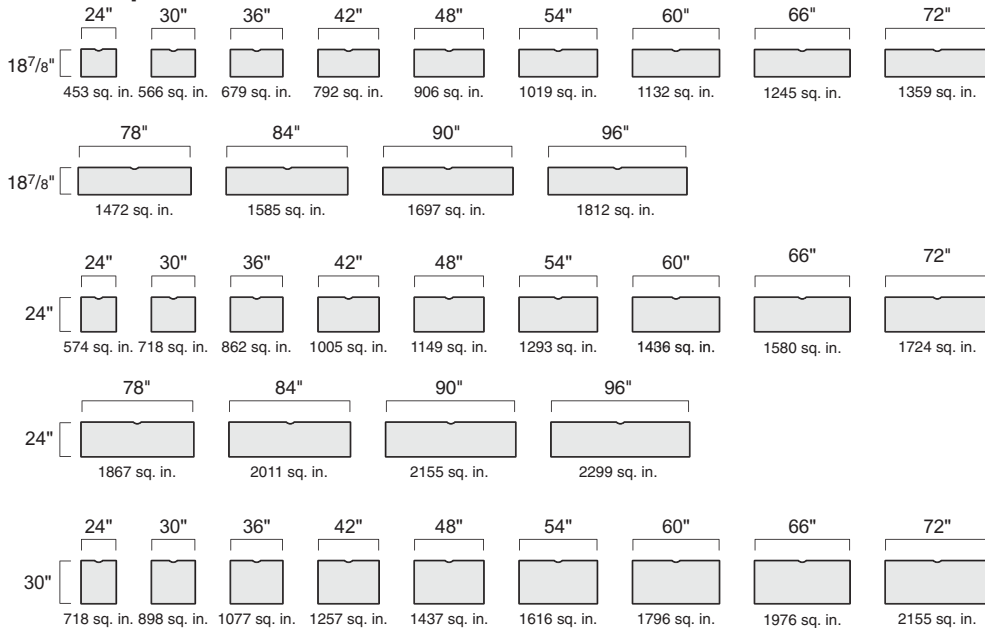 24" 30" 36" 42" 48" 54" 60" 66" 72"
18 7/8"
453 sq. in. 566 sq. in. 679 sq. in. 792 sq. in. 906 sq. in. 1019 sq. in. 1132 sq. in. 1245 sq. in. 1359 sq. in.
78" 84" 90" 96"
18 7/8"
1472 sq. in. 1585 sq. in. 1697 sq. in. 1812 sq. in.
24" 30" 36" 42" 48" 54" 60" 66" 72"
24"
574 sq. in. 718 sq. in. 862 sq. in. 1005 sq. in. 1149 sq. in. 1293 sq. in. 1436 sq. in. 1580 sq. in. 1724 sq. in.
78" 84" 90" 96"
24"
1867 sq. in. 2011 sq. in. 2155 sq. in. 2299 sq. in.
24" 30" 36" 42" 48" 54" 60" 66" 72"
30"
718 sq. in. 898 sq. in. 1077 sq. in. 1257 sq. in. 1437 sq. in. 1616 sq. in. 1796 sq. in. 1976 sq. in. 2155 sq. in.